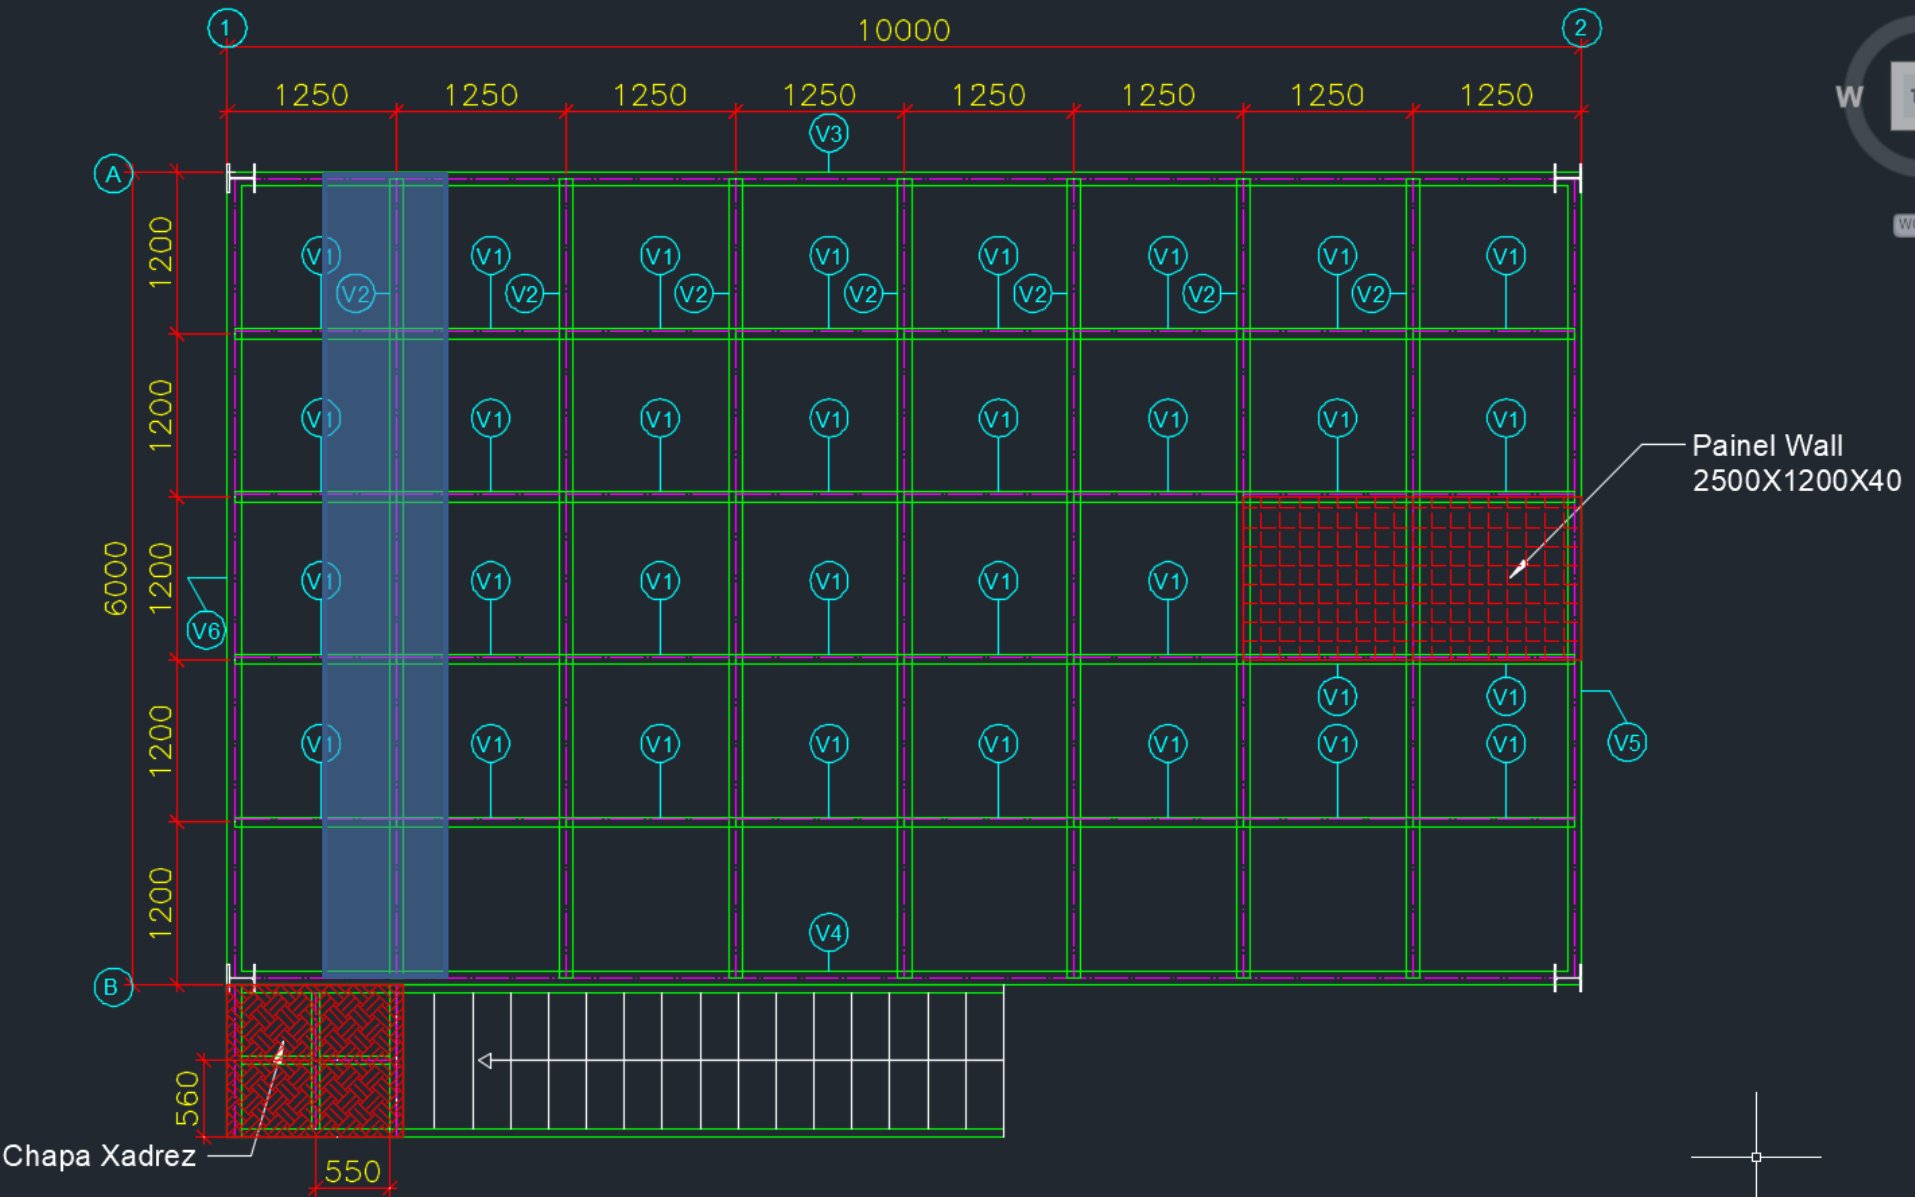 1 10000 2
1250 1250 1250 1250 1250 1250 1250 1250
W
V3
A
1200 V1 V1 V1 V1 V1 V1 V1 V1
V2 V2 V2 V2 V2 V2 V2
1200 V1 V1 V1 V1 V1 V1 V1 V1
Painel Wall
2500X1200X40
6000 1200 V1 V1 V1 V1 V1 V1
V6
V1 V1
1200 V1 V1 V1 V1 V1 V1 V1 V1 V5
1200
V4
B
560
Chapa Xadrez
550